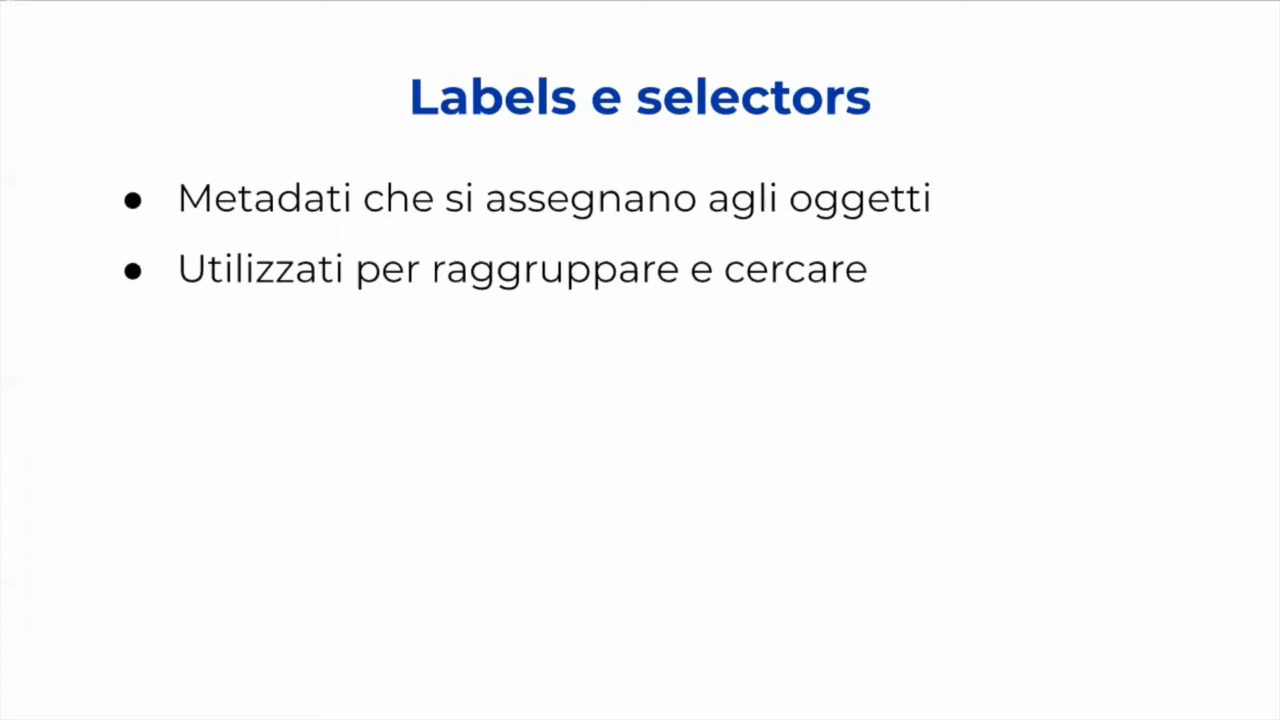 Labels e selectors
● Metadati che si assegnano agli oggetti
● Utilizzati per raggruppare e cercare